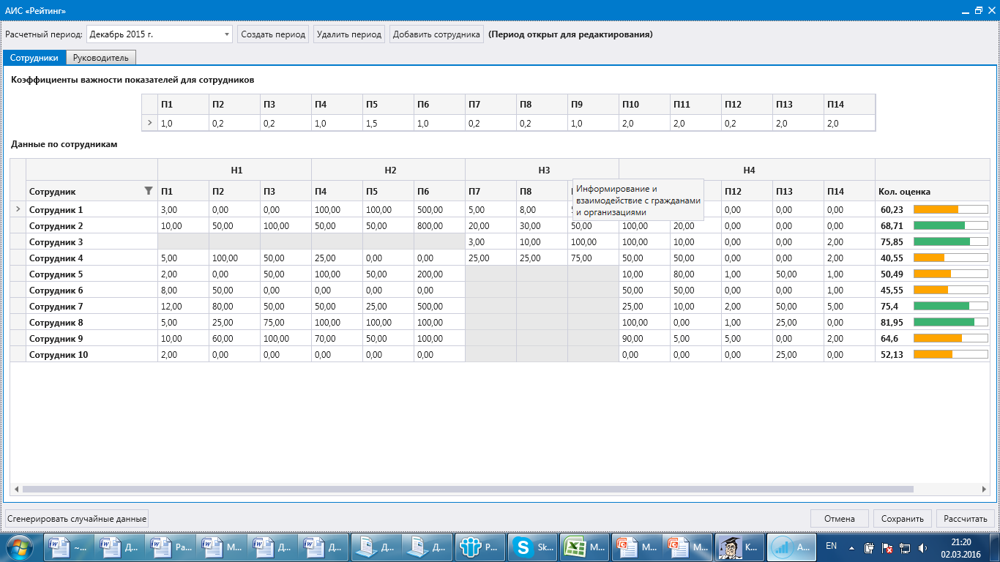 АИС «Рейтинг»
Расчетный период: Декабрь 2015 г. Создать период Удалить период Добавить сотрудника (Период открыт для редактирования)
Сотрудники Руководитель
Коэффициенты важности показателей для сотрудников
П1 П2 П3 П4 П5 П6 П7 П8 П9 П10 П11 П12 П13 П14
1,0 0,2 0,2 1,0 1,5 1,0 0,2 0,2 1,0 2,0 2,0 0,2 2,0 2,0
Данные по сотрудникам
Н1 Н2 Н3 Н4
Сотрудник П1 П2 П3 П4 П5 П6 П7 П8 П12 П13 П14 Кол. оценка
Информирование и
взаимодействие с гражданами
и организациями
Сотрудник 1 3,00 0,00 0,00 100,00 100,00 500,00 5,00 8,00 0,00 0,00 0,00 60,23
Сотрудник 2 10,00 50,00 100,00 50,00 50,00 800,00 20,00 30,00 50,00 100,00 20,00 0,00 0,00 0,00 68,71
Сотрудник 3 3,00 10,00 100,00 100,00 10,00 0,00 0,00 2,00 75,85
Сотрудник 4 5,00 100,00 50,00 25,00 0,00 0,00 25,00 25,00 75,00 50,00 50,00 0,00 0,00 2,00 40,55
Сотрудник 5 2,00 0,00 50,00 100,00 50,00 200,00 10,00 80,00 1,00 50,00 1,00 50,49
Сотрудник 6 8,00 50,00 0,00 0,00 0,00 0,00 50,00 50,00 0,00 0,00 1,00 45,55
Сотрудник 7 12,00 80,00 50,00 50,00 25,00 500,00 25,00 10,00 2,00 50,00 5,00 75,4
Сотрудник 8 5,00 25,00 75,00 100,00 100,00 100,00 100,00 0,00 1,00 25,00 0,00 81,95
Сотрудник 9 10,00 60,00 100,00 70,00 50,00 100,00 90,00 5,00 5,00 0,00 2,00 64,6
Сотрудник 10 2,00 0,00 0,00 0,00 0,00 0,00 0,00 0,00 0,00 25,00 0,00 52,13
Сгенерировать случайные данные Отмена Сохранить Рассчитать
~... Д... Ра... М... Д... Д... Д... Д... Р... Sk... М... М... М... К... А... EN 21:20
02.03.2016